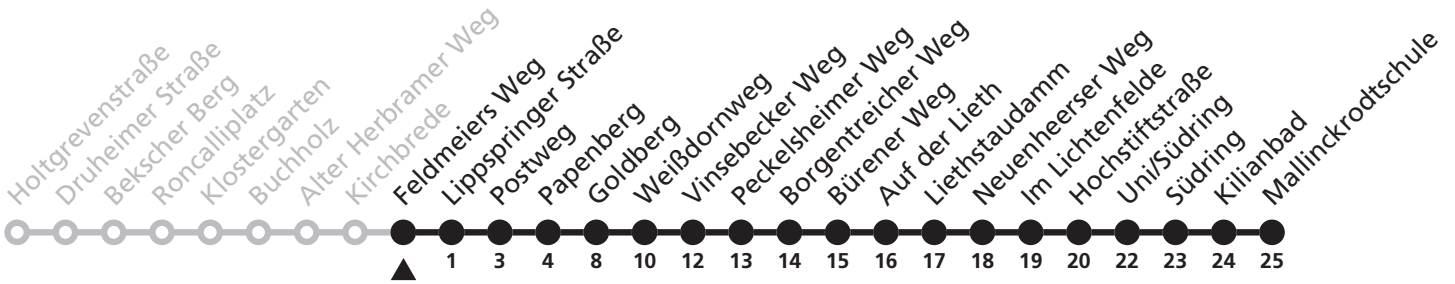 Holtgrevenstraße
Druheimer Straße
Bekscher Berg
Roncalliplatz
Klostergarten
Buchholz
Alter Herbramer Weg
Kirchbrede
Feldmeiers Weg
Lippspringer Straße
Postweg
Papenberg
Goldberg
Weißdornweg
Vinsebecker Weg
Peckelsheimer Weg
Borgentreicher Weg
Bürener Weg
Auf der Lieth
Liethstaudamm
Neuenheerser Weg
Im Lichtenfelde
Hochstiftstraße
Uni/Südring
Südring
Kilianbad
Mallinckrodtschule
1 3 4 8 10 12 13 14 15 16 17 18 19 20 22 23 24 25